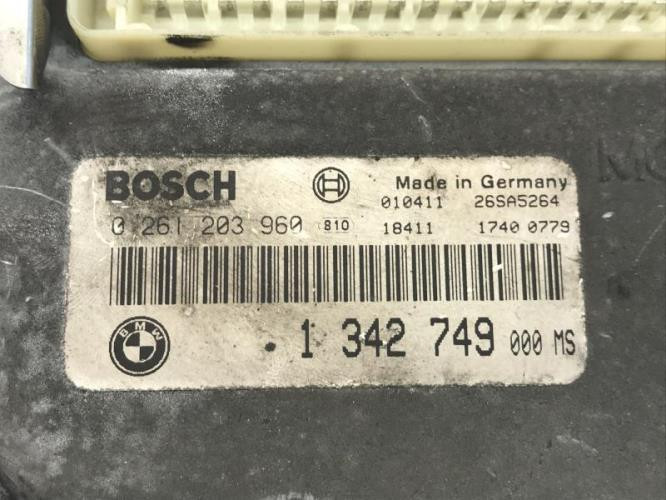 BOSCH Made in Germany
010411 26SA5264
0 261 203 960 810 18411 1740 0779
BMW
. 1 342 749 000 MS